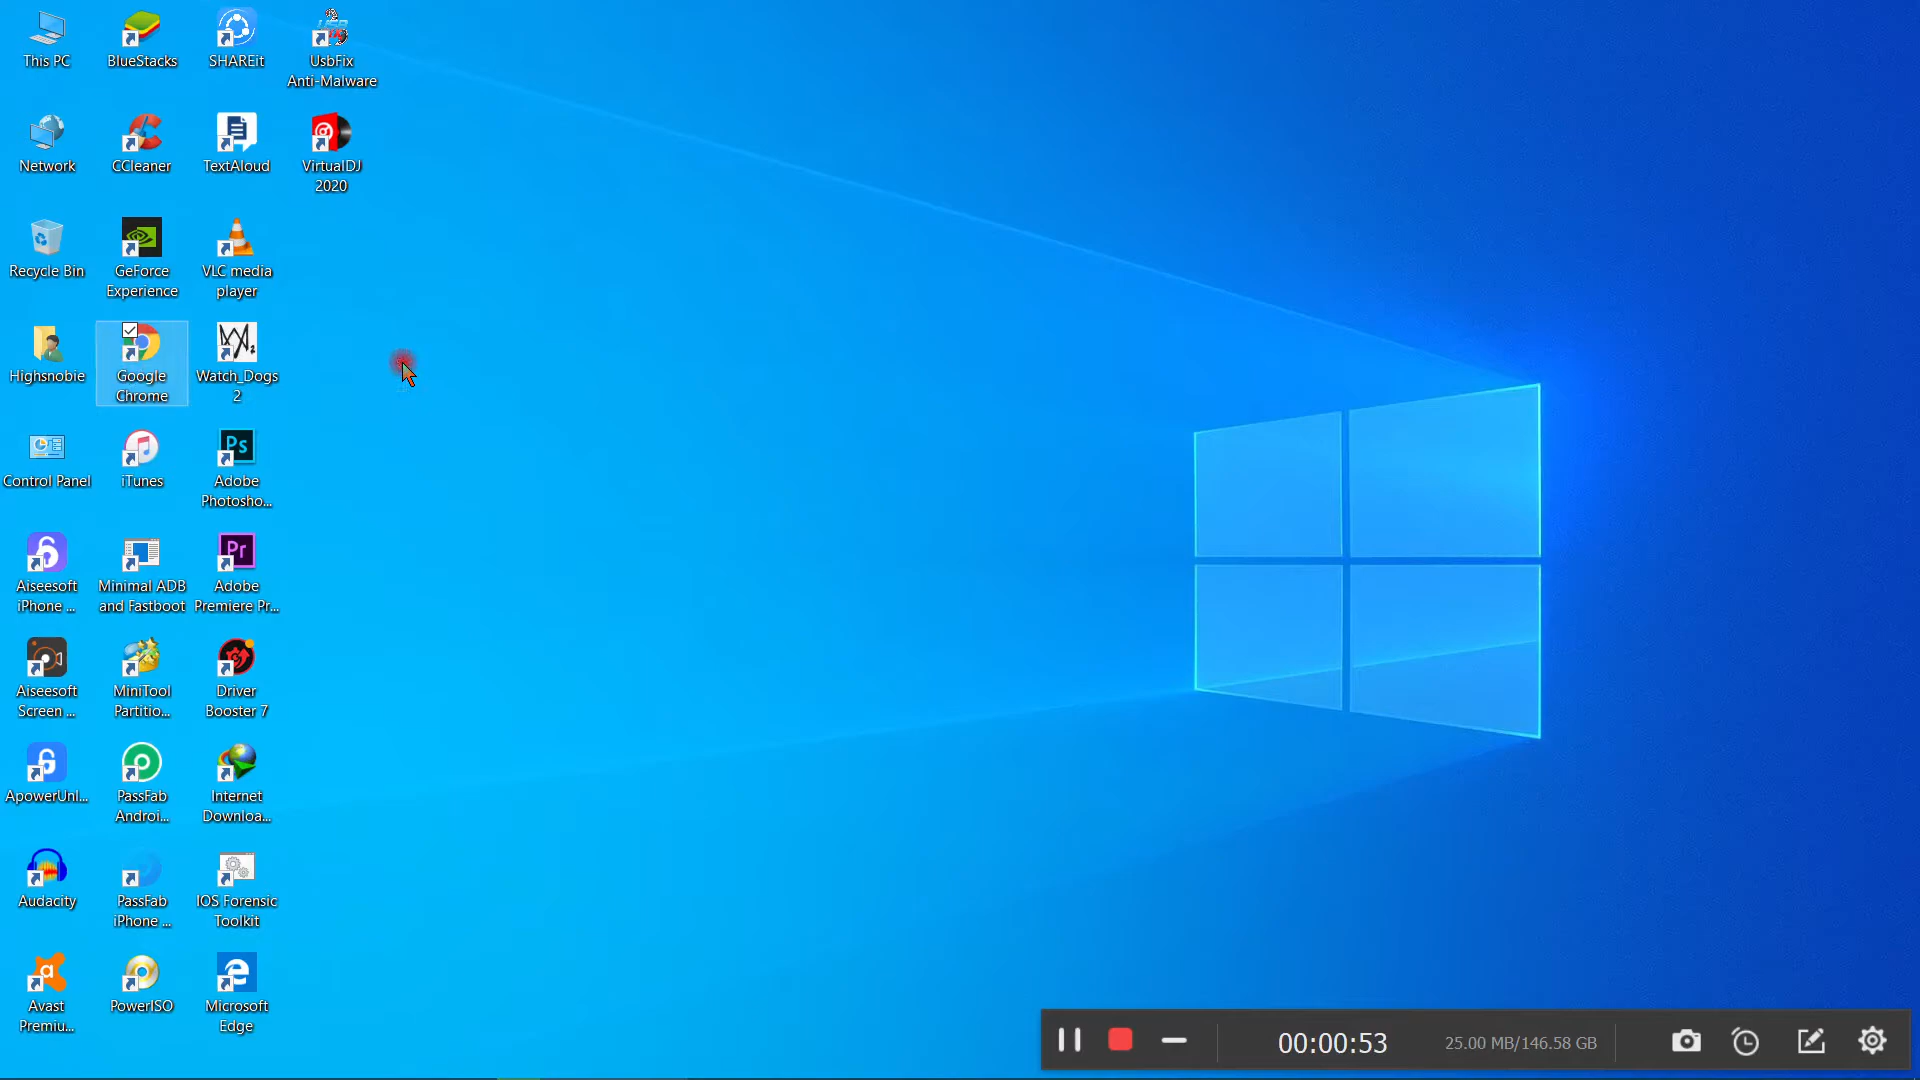 This PC
BlueStacks
SHAREit
UsbFix
Anti-Malware
Network
CCleaner
TextAloud
VirtualDJ
2020
Recycle Bin
GeForce
Experience
VLC media
player
Highsnobie
Google
Chrome
Watch_Dogs
2
Control Panel
iTunes
Ps
Adobe
Photosho...
Aiseesoft
iPhone ...
Minimal ADB
and Fastboot
Pr
Adobe
Premiere Pr...
Aiseesoft
Screen ...
MiniTool
Partitio...
Driver
Booster 7
ApowerUnl...
PassFab
Androi...
Internet
Downloa...
Audacity
PassFab
iPhone ...
IOS Forensic
Toolkit
Avast
Premiu...
PowerISO
Microsoft
Edge
00:00:53
25.00 MB/146.58 GB